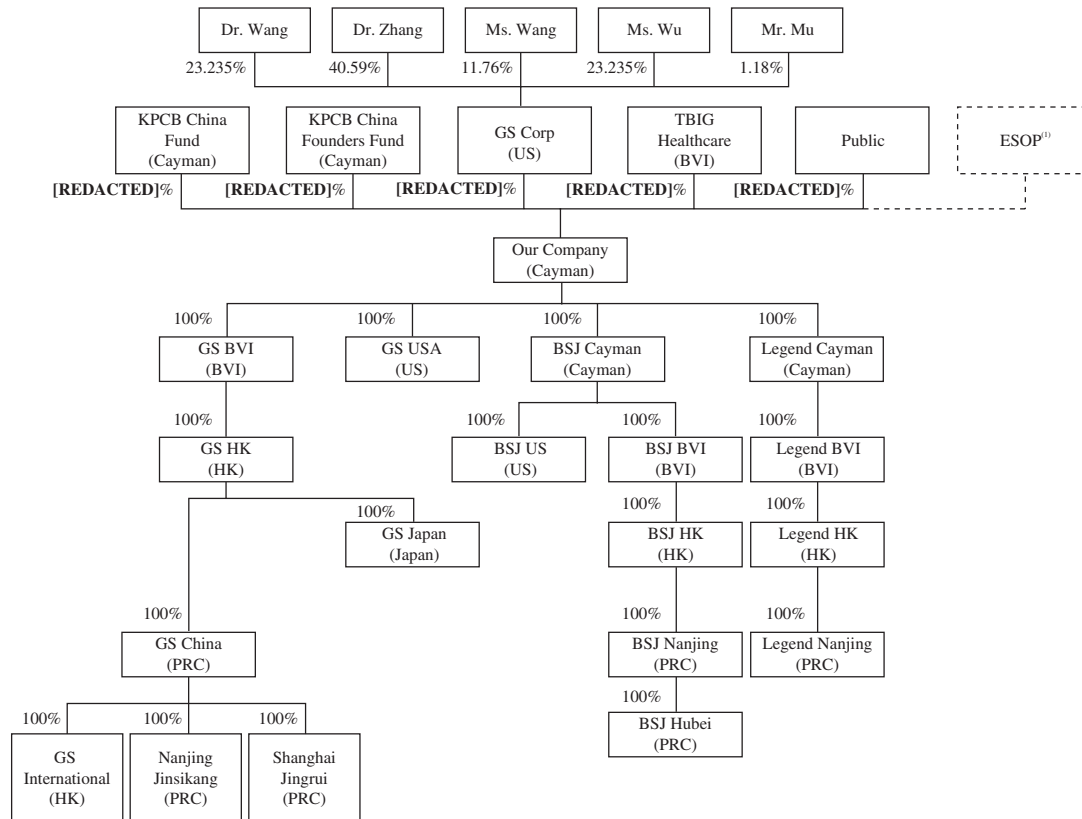 Dr. Wang
Dr. Zhang
Ms. Wang
Ms. Wu
Mr. Mu
23.235%
40.59%
11.76%
23.235%
1.18%
KPCB China
Fund
(Cayman)
KPCB China
Founders Fund
(Cayman)
GS Corp
(US)
TBIG
Healthcare
(BVI)
Public
ESOP(1)
[REDACTED]%
[REDACTED]%
[REDACTED]%
[REDACTED]%
[REDACTED]%
Our Company
(Cayman)
100%
100%
100%
100%
GS BVI
(BVI)
GS USA
(US)
BSJ Cayman
(Cayman)
Legend Cayman
(Cayman)
100%
100%
100%
100%
GS HK
(HK)
BSJ US
(US)
BSJ BVI
(BVI)
Legend BVI
(BVI)
100%
100%
100%
GS Japan
(Japan)
BSJ HK
(HK)
Legend HK
(HK)
100%
100%
100%
GS China
(PRC)
BSJ Nanjing
(PRC)
Legend Nanjing
(PRC)
100%
100%
100%
100%
GS
International
(HK)
Nanjing
Jinsikang
(PRC)
Shanghai
Jingrui
(PRC)
BSJ Hubei
(PRC)